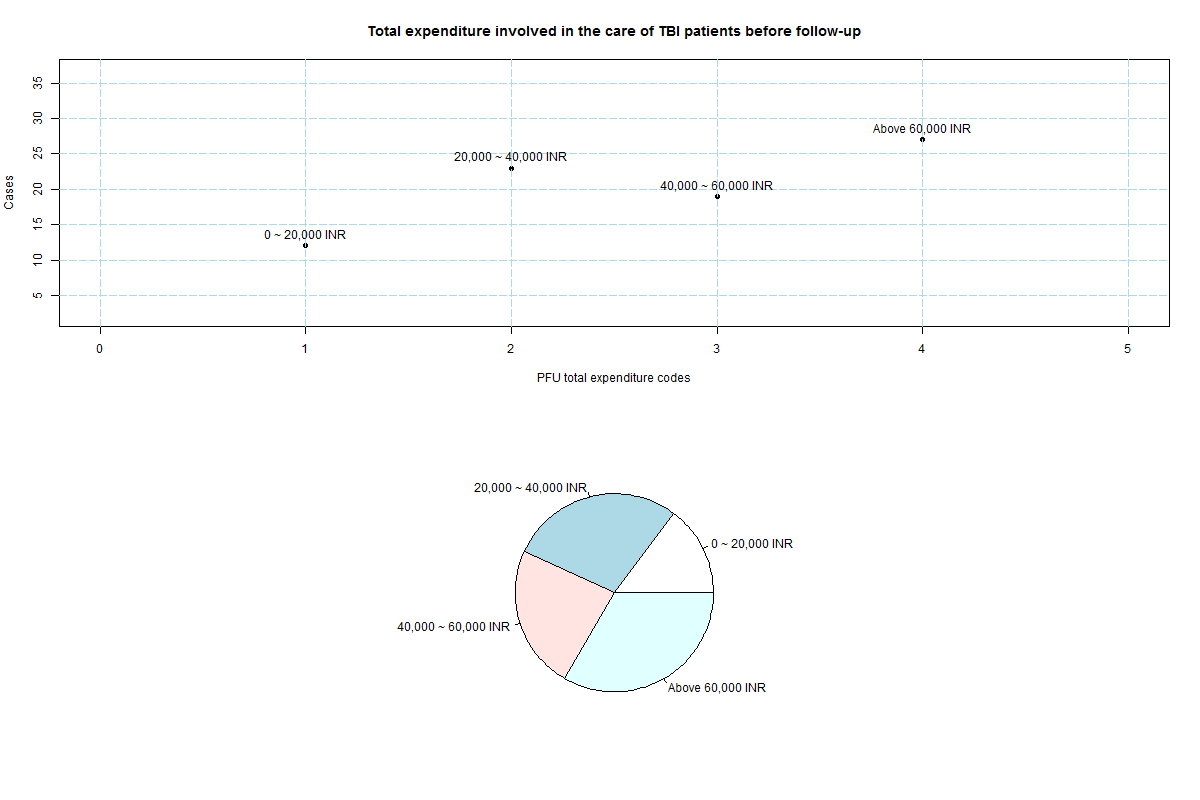 Total expenditure involved in the care of TBI patients before follow-up
35
30
25
20
15
10
5
Cases
Above 60,000 INR
20,000 ~ 40,000 INR
40,000 ~ 60,000 INR
0 ~ 20,000 INR
0 1 2 3 4 5
PFU total expenditure codes
20,000 ~ 40,000 INR
0 ~ 20,000 INR
40,000 ~ 60,000 INR
Above 60,000 INR